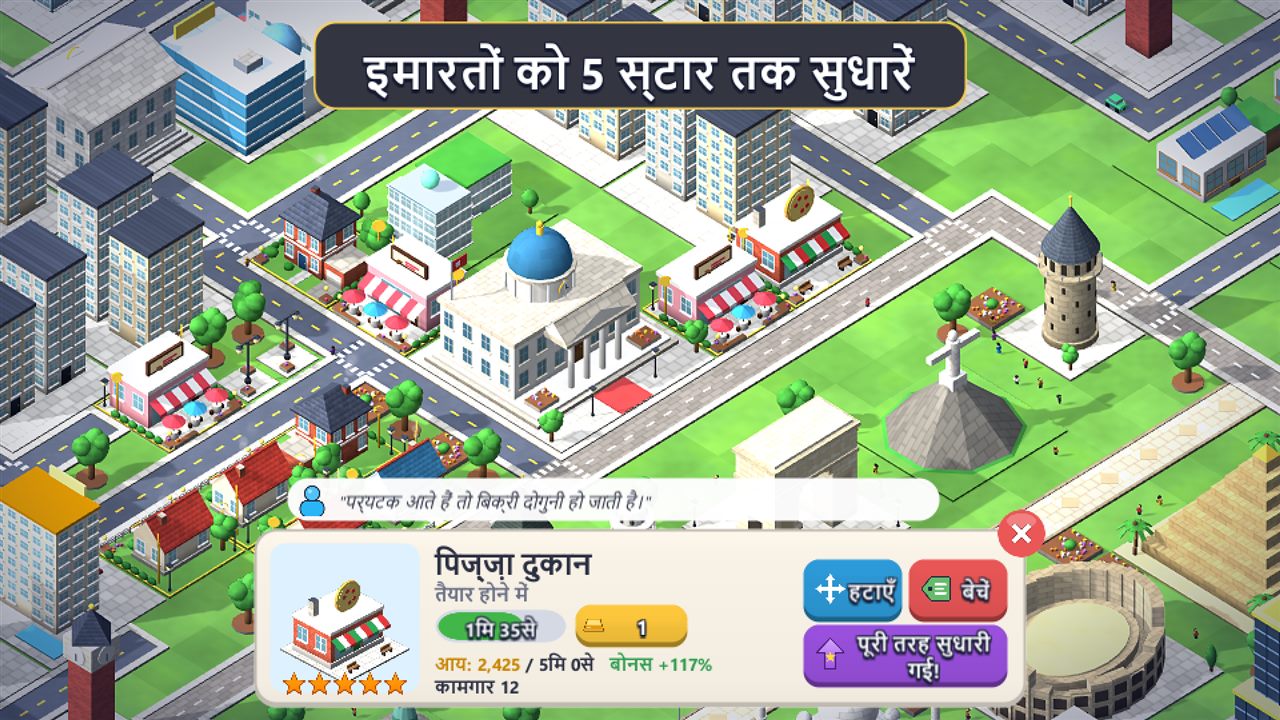 इमारतों को 5 स्टार तक सुधारें
"पर्यटक आते है तो बिक्री दोगुनी हो जाती है।"
पिज्ज़ा दुकान
तैयार होने में
1मि 35से
1
आय: 2,425 / 5मि 0से बोनस +117%
कामगार 12
हटाएँ
बेचें
पूरी तरह सुधारी
गई!